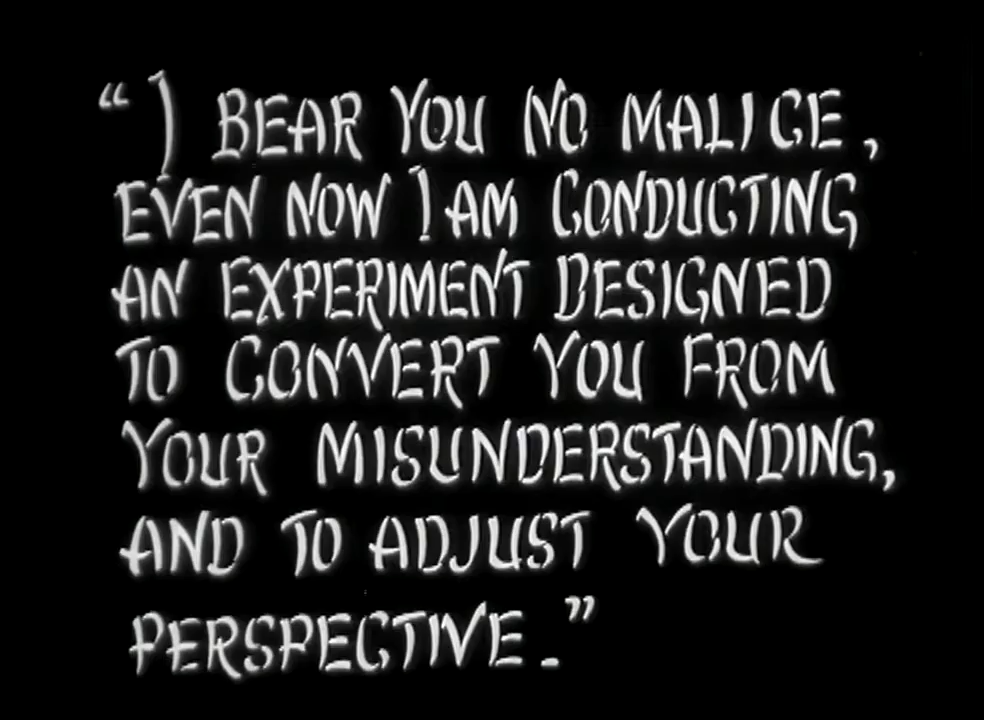 “I BEAR YOU NO MALICE,
EVEN NOW I AM CONDUCTING
AN EXPERIMENT DESIGNED
TO CONVERT YOU FROM
YOUR MISUNDERSTANDING,
AND TO ADJUST YOUR
PERSPECTIVE.”